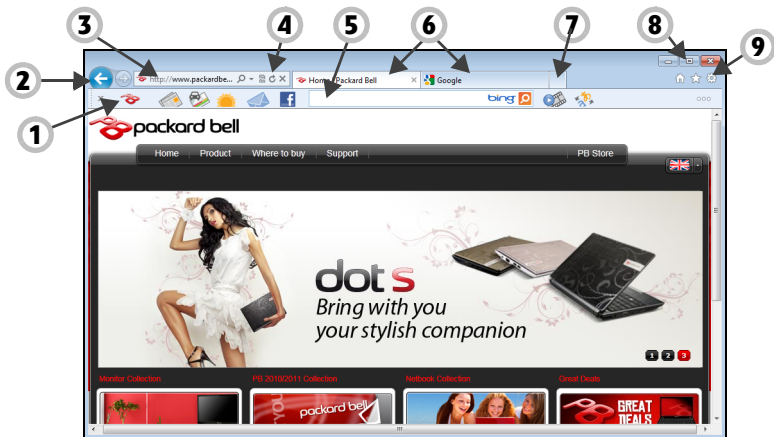 3 4 5 6 7 8
9
2
1
http://www.packardbe... Home - Packard Bell Google
f bing
packard bell
Home Product Where to buy Support PB Store
dot s
Bring with you
your stylish companion
1 2 3
Monitor Collection PB 2010/2011 Collection Netbook Collection Great Deals
packard bell
GREAT
DEALS